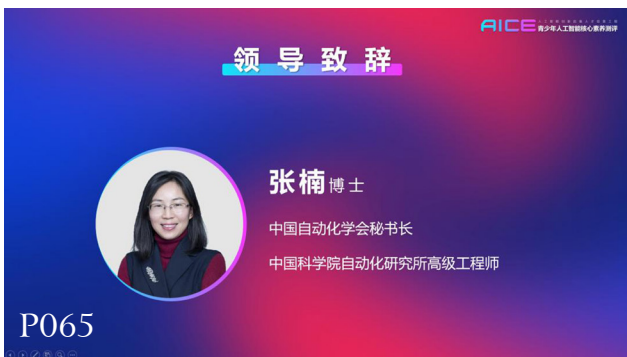 AICE 青少年人工智能核心素养测评
领导致辞
张楠博士
中国自动化学会秘书长
中国科学院自动化研究所高级工程师
P065